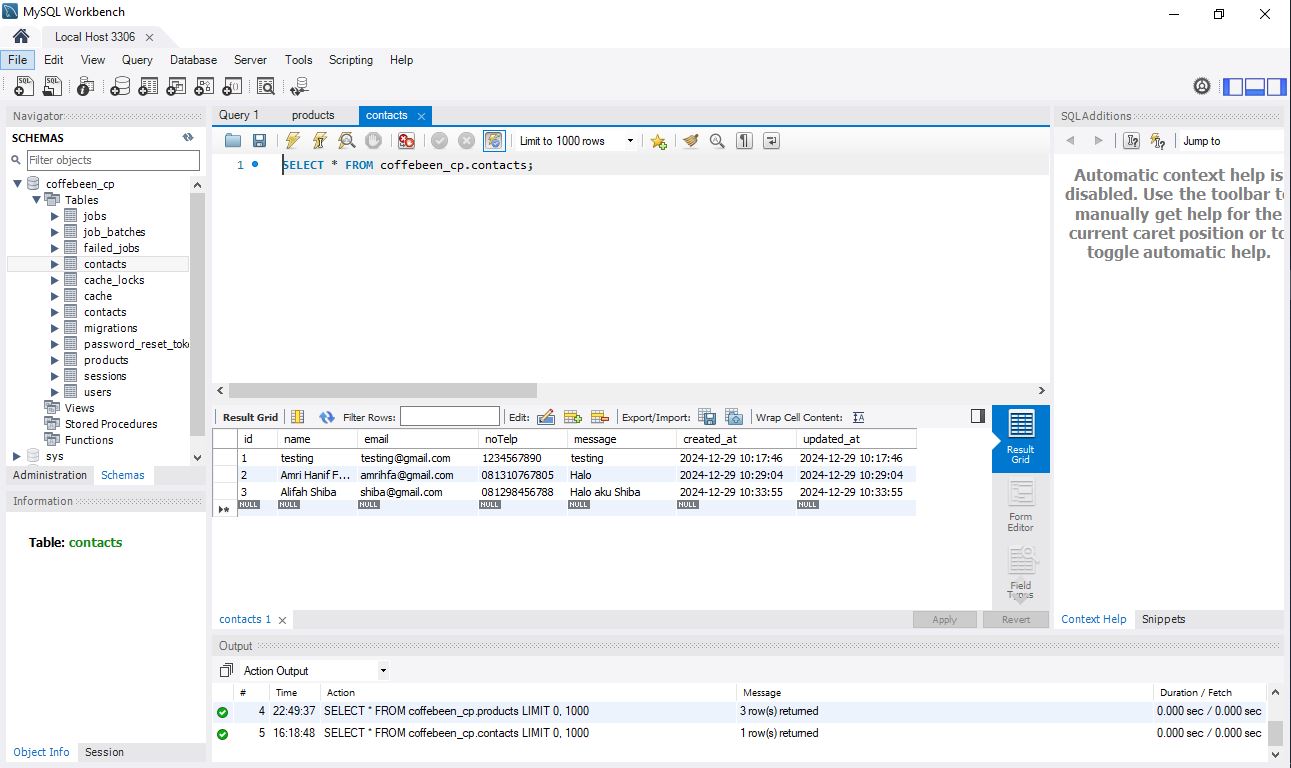 MySQL Workbench
Local Host 3306
File Edit View Query Database Server Tools Scripting Help
Navigator
SCHEMAS
Filter objects
coffebeen_cp
Tables
jobs
job_batches
failed_jobs
contacts
cache_locks
cache
contacts
migrations
password_reset_toke
products
sessions
users
Views
Stored Procedures
Functions
sys
Administration Schemas
Information
Table: contacts
Object Info Session
Query 1 products contacts
Limit to 1000 rows
1 SELECT * FROM coffebeen_cp.contacts;
Result Grid Filter Rows: Edit: Export/Import: Wrap Cell Content:
id name email noTelp message created_at updated_at
1 testing testing@gmail.com 1234567890 testing 2024-12-29 10:17:46 2024-12-29 10:17:46
2 Amri Hanif F... amrihfa@gmail.com 081310767805 Halo 2024-12-29 10:29:04 2024-12-29 10:29:04
3 Alifah Shiba shiba@gmail.com 081298456788 Halo aku Shiba 2024-12-29 10:33:55 2024-12-29 10:33:55
NULL NULL NULL NULL NULL NULL NULL
Result
Grid
Form
Editor
Field
Types
contacts 1 Apply Revert
SQLAdditions
Jump to
Automatic context help is
disabled. Use the toolbar to
manually get help for the
current caret position or to
toggle automatic help.
Context Help Snippets
Output
Action Output
# Time Action Message Duration / Fetch
4 22:49:37 SELECT * FROM coffebeen_cp.products LIMIT 0, 1000 3 row(s) returned 0.000 sec / 0.000 sec
5 16:18:48 SELECT * FROM coffebeen_cp.contacts LIMIT 0, 1000 1 row(s) returned 0.000 sec / 0.000 sec